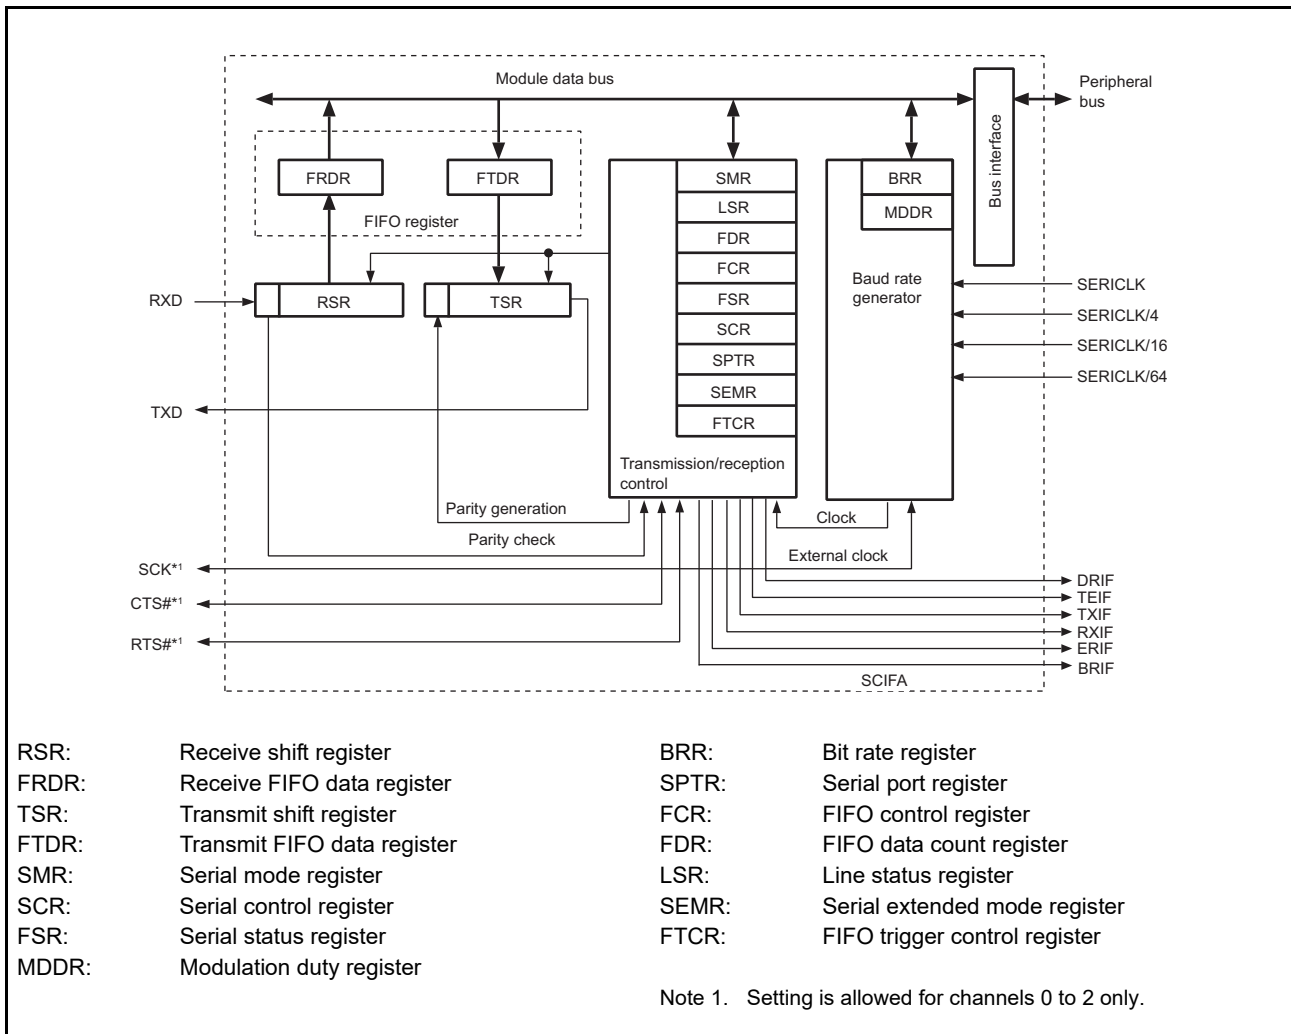 Module data bus
Peripheral
bus
Bus interface
FRDR
FTDR
FIFO register
SMR
LSR
FDR
FCR
FSR
SCR
SPTR
SEMR
FTCR
Transmission/reception
control
BRR
MDDR
Baud rate
generator
RXD
RSR
TSR
TXD
SERICLK
SERICLK/4
SERICLK/16
SERICLK/64
Parity generation
Parity check
Clock
External clock
SCK*1
CTS#*1
RTS#*1
DRIF
TEIF
TXIF
RXIF
ERIF
BRIF
SCIFA
RSR: Receive shift register
FRDR: Receive FIFO data register
TSR: Transmit shift register
FTDR: Transmit FIFO data register
SMR: Serial mode register
SCR: Serial control register
FSR: Serial status register
MDDR: Modulation duty register
BRR: Bit rate register
SPTR: Serial port register
FCR: FIFO control register
FDR: FIFO data count register
LSR: Line status register
SEMR: Serial extended mode register
FTCR: FIFO trigger control register
Note 1. Setting is allowed for channels 0 to 2 only.